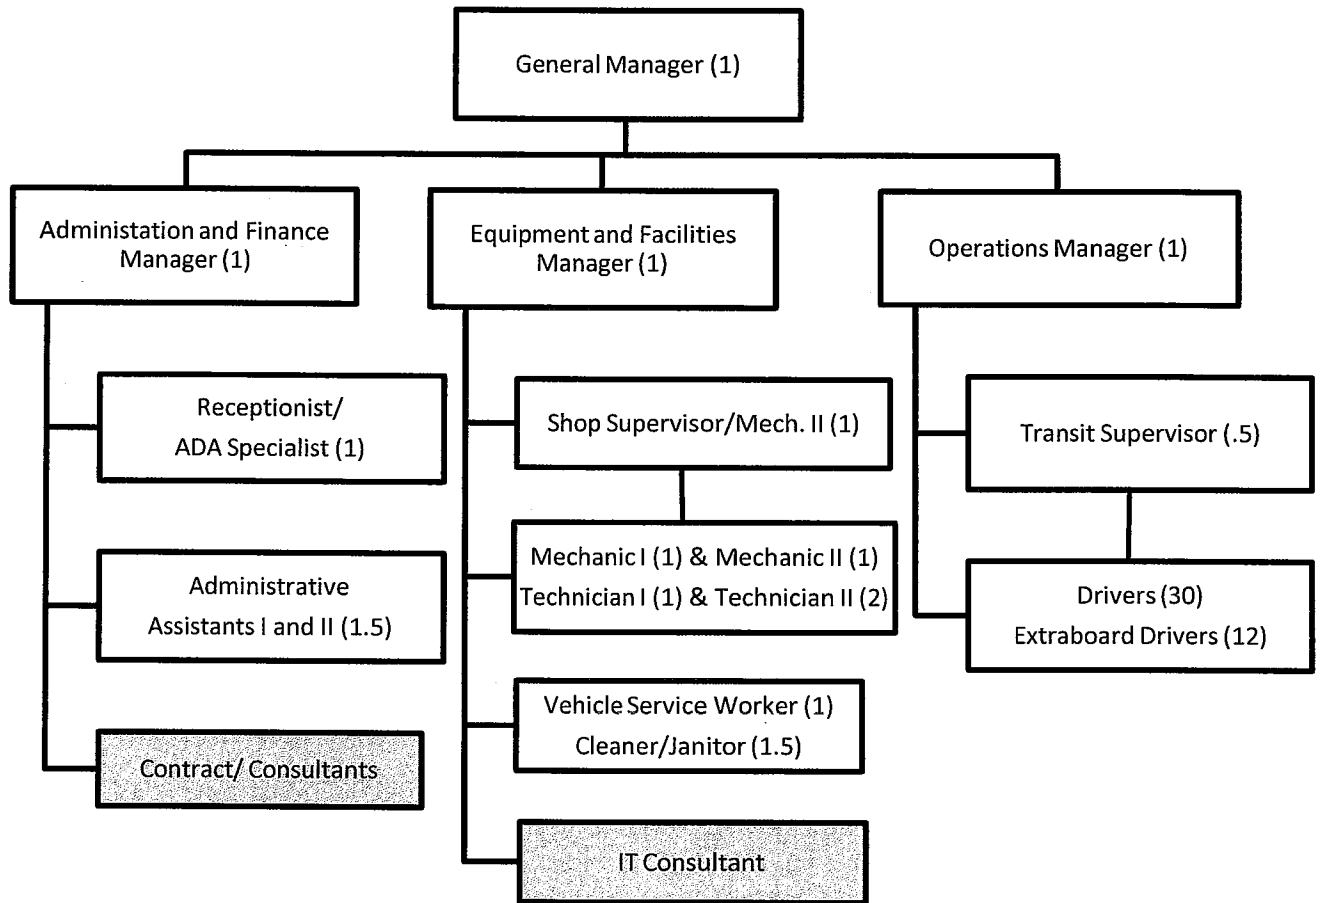 General Manager (1)
Administation and Finance
Manager (1)
Equipment and Facilities
Manager (1)
Operations Manager (1)
Receptionist/
ADA Specialist (1)
Administrative
Assistants I and II (1.5)
Contract/ Consultants
Shop Supervisor/Mech. II (1)
Mechanic I (1) & Mechanic II (1)
Technician I (1) & Technician II (2)
Vehicle Service Worker (1)
Cleaner/Janitor (1.5)
IT Consultant
Transit Supervisor (.5)
Drivers (30)
Extraboard Drivers (12)